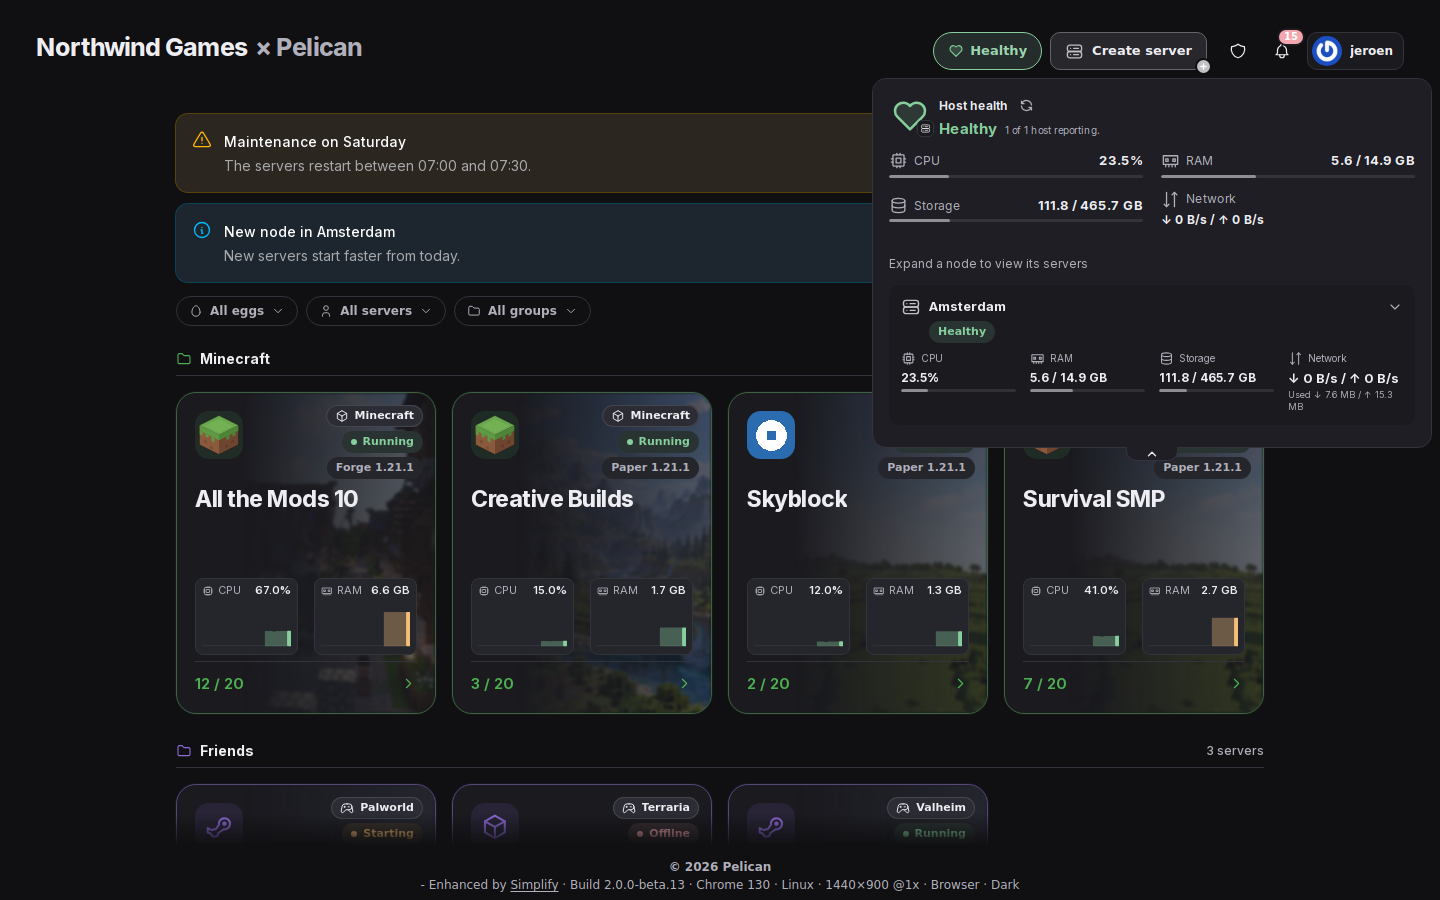 Northwind Games × Pelican
Healthy
Create server
15
jeroen
Maintenance on Saturday
The servers restart between 07:00 and 07:30.
New node in Amsterdam
New servers start faster from today.
Host health
Healthy 1 of 1 host reporting.
CPU 23.5%
RAM 5.6 / 14.9 GB
Storage 111.8 / 465.7 GB
Network
↓ 0 B/s / ↑ 0 B/s
Expand a node to view its servers
Amsterdam
Healthy
CPU
23.5%
RAM
5.6 / 14.9 GB
Storage
111.8 / 465.7 GB
Network
↓ 0 B/s / ↑ 0 B/s
Used ↓ 7.6 MB / ↑ 15.3
MB
All eggs
All servers
All groups
Minecraft
Minecraft
Running
Forge 1.21.1
All the Mods 10
CPU 67.0%
RAM 6.6 GB
12 / 20
Minecraft
Running
Paper 1.21.1
Creative Builds
CPU 15.0%
RAM 1.7 GB
3 / 20
Paper 1.21.1
Skyblock
CPU 12.0%
RAM 1.3 GB
2 / 20
Paper 1.21.1
Survival SMP
CPU 41.0%
RAM 2.7 GB
7 / 20
Friends
3 servers
Palworld
Starting
Terraria
Offline
Valheim
Running
© 2026 Pelican
- Enhanced by Simplify · Build 2.0.0-beta.13 · Chrome 130 · Linux · 1440×900 @1x · Browser · Dark